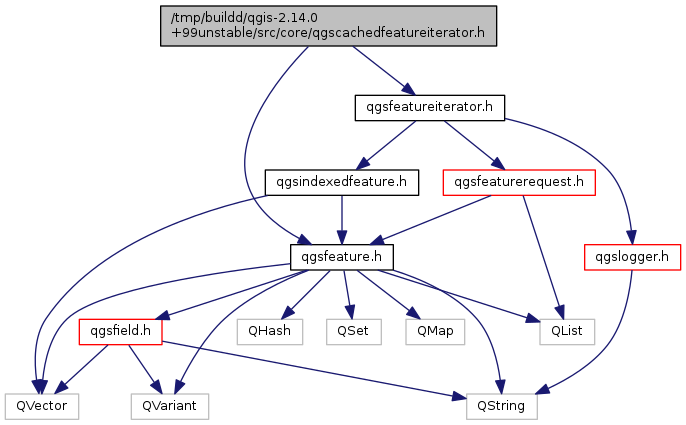 /tmp/buildd/qgis-2.14.0
+99unstable/src/core/qgscachedfeatureiterator.h
qgsfeatureiterator.h
qgsindexedfeature.h
qgsfeaturerequest.h
qgsfeature.h
qgslogger.h
qgsfield.h
QHash
QSet
QMap
QList
QVector
QVariant
QString